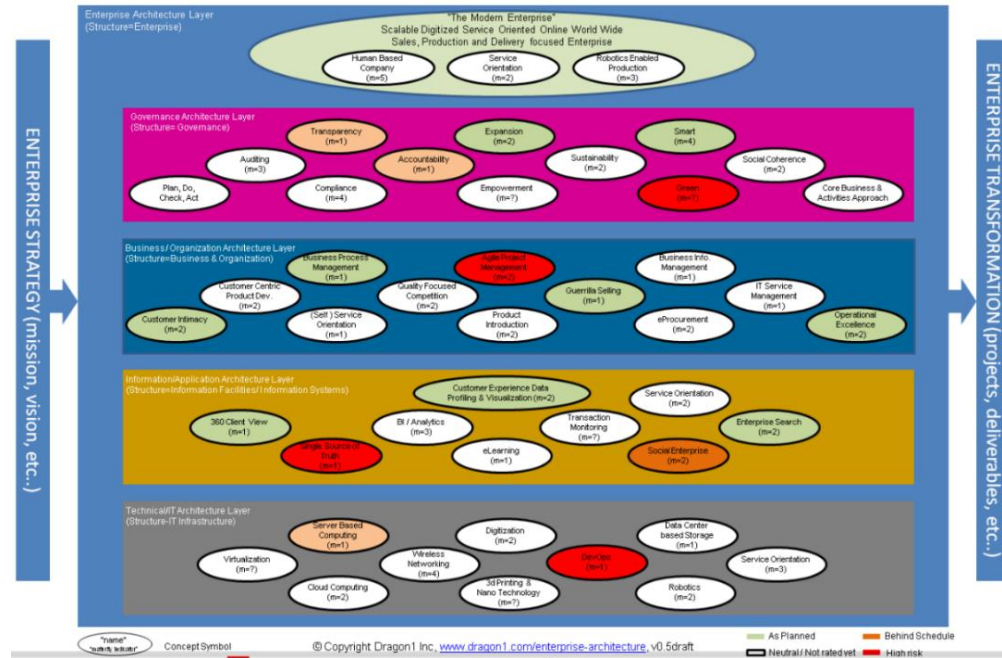 Enterprise Architecture Layer
(Structure=Enterprise)
"The Modern Enterprise"
Scalable Digitized Service Oriented Online World Wide
Sales, Production and Delivery focused Enterprise
Human Based
Company
(m=5)
Service
Orientation
(m=2)
Robotics Enabled
Production
(m=3)
ENTERPRISE STRATEGY (mission, vision, etc..)
ENTERPRISE TRANSFORMATION (projects, deliverables, etc..)
Governance Architecture Layer
(Structure= Governance)
Transparency
(m=1)
Expansion
(m=2)
Smart
(m=4)
Auditing
(m=3)
Accountability
(m=1)
Sustainability
(m=2)
Social Coherence
(m=2)
Plan, Do,
Check, Act
Compliance
(m=4)
Empowerment
(m=?)
Green
(m=?)
Core Business &
Activities Approach
Business/ Organization Architecture Layer
(Structure=Business & Organization)
Business Process
Management
(m=1)
Agile Project
Management
(m=2)
Business Info.
Management
(m=1)
Customer Centric
Product Dev.
(m=2)
Quality Focused
Competition
(m=2)
Guerrilla Selling
(m=1)
IT Service
Management
(m=1)
Customer Intimacy
(m=2)
(Self ) Service
Orientation
(m=1)
Product
Introduction
(m=2)
eProcurement
(m=2)
Operational
Excellence
(m=2)
Information/Application Architecture Layer
(Structure=Information Facilities/ Information Systems)
Customer Experience Data
Profiling & Visualization (m=2)
Service Orientation
(m=2)
360 Client View
(m=1)
BI / Analytics
(m=3)
Transaction
Monitoring
(m=?)
Enterprise Search
(m=2)
Single Source of
Truth
(m=1)
eLearning
(m=1)
Social Enterprise
(m=2)
Technical/IT Architecture Layer
(Structure-IT Infrastructure)
Server Based
Computing
(m=1)
Digitization
(m=2)
Data Center
based Storage
(m=1)
Virtualization
(m=?)
Wireless
Networking
(m=4)
DevOps
(m=1)
Service Orientation
(m=3)
Cloud Computing
(m=2)
3d Printing &
Nano Technology
(m=?)
Robotics
(m=2)
"name"
"maturity indicator"
Concept Symbol
© Copyright Dragon1 Inc, www.dragon1.com/enterprise-architecture, v0.5draft
As Planned
Behind Schedule
Neutral / Not rated yet
High risk